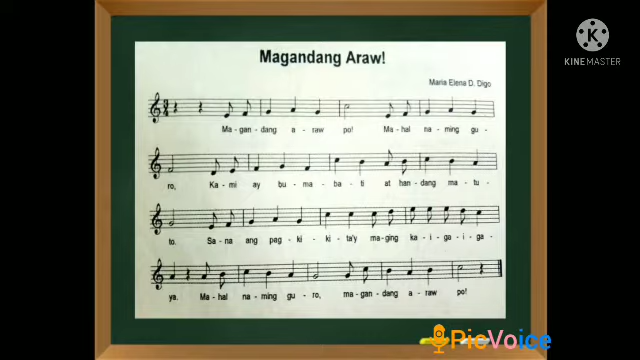 KINEMASTER
Magandang Araw!
Maria Elena D. Digo
Ma - gan - dang a - raw po! Ma - hal na - ming gu -
ro, Ka - mi ay bu - ma - ba - ti at han - dang ma - tu -
to. Sa - na ang pag - ki - ki - ta'y ma - ging ka - i - ga - i - ga -
ya, Ma - hal na - ming gu - ro, ma - gan - dang a - raw po!
PicVoice